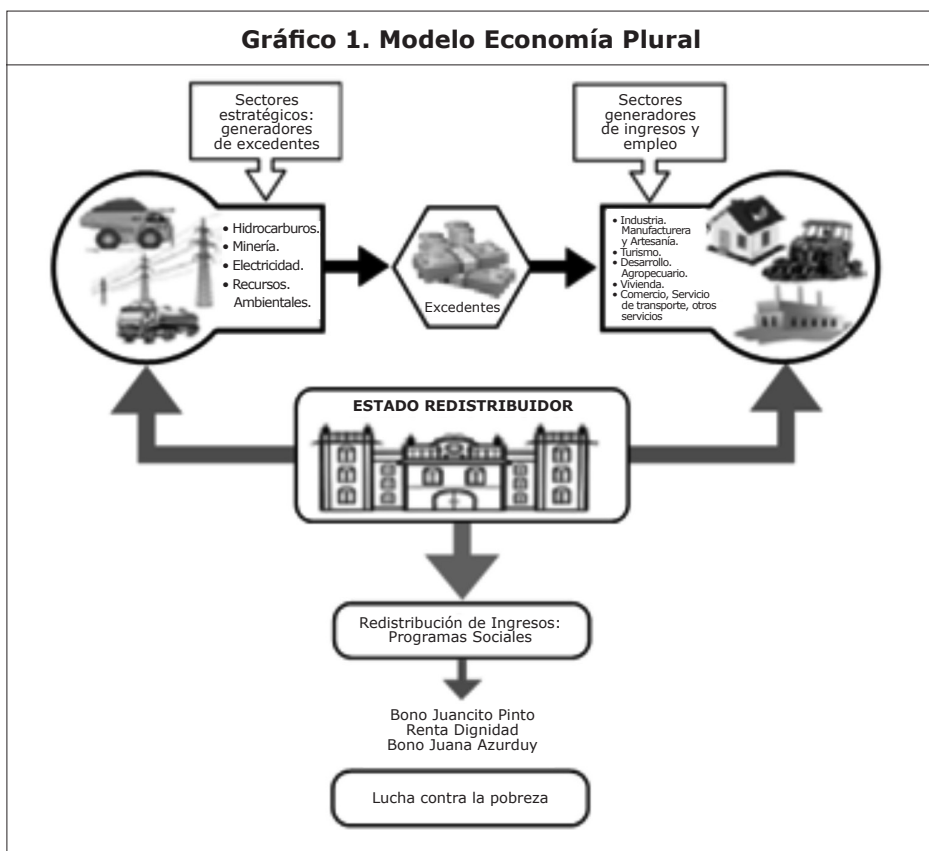 Gráfico 1. Modelo Economía Plural
Sectores
estratégicos:
generadores
de excedentes
Sectores
generadores
de ingresos y
empleo
• Hidrocarburos.
• Minería.
• Electricidad.
• Recursos.
Ambientales.
Excedentes
• Industria.
Manufacturera
y Artesanía.
• Turismo.
• Desarrollo.
Agropecuario.
• Vivienda.
• Comercio, Servicio
de transporte, otros
servicios
ESTADO REDISTRIBUIDOR
Redistribución de Ingresos:
Programas Sociales
Bono Juancito Pinto
Renta Dignidad
Bono Juana Azurduy
Lucha contra la pobreza